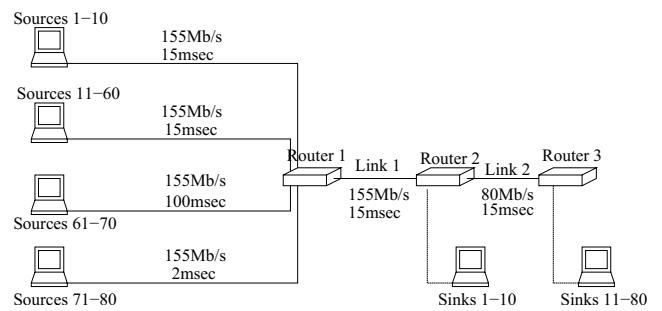 Sources 1−10
155Mb/s
15msec
Sources 11−60
155Mb/s
15msec
155Mb/s
100msec
Sources 61−70
155Mb/s
2msec
Sources 71−80
Router 1
Link 1
155Mb/s
15msec
Router 2
Link 2
80Mb/s
15msec
Router 3
Sinks 1−10
Sinks 11−80